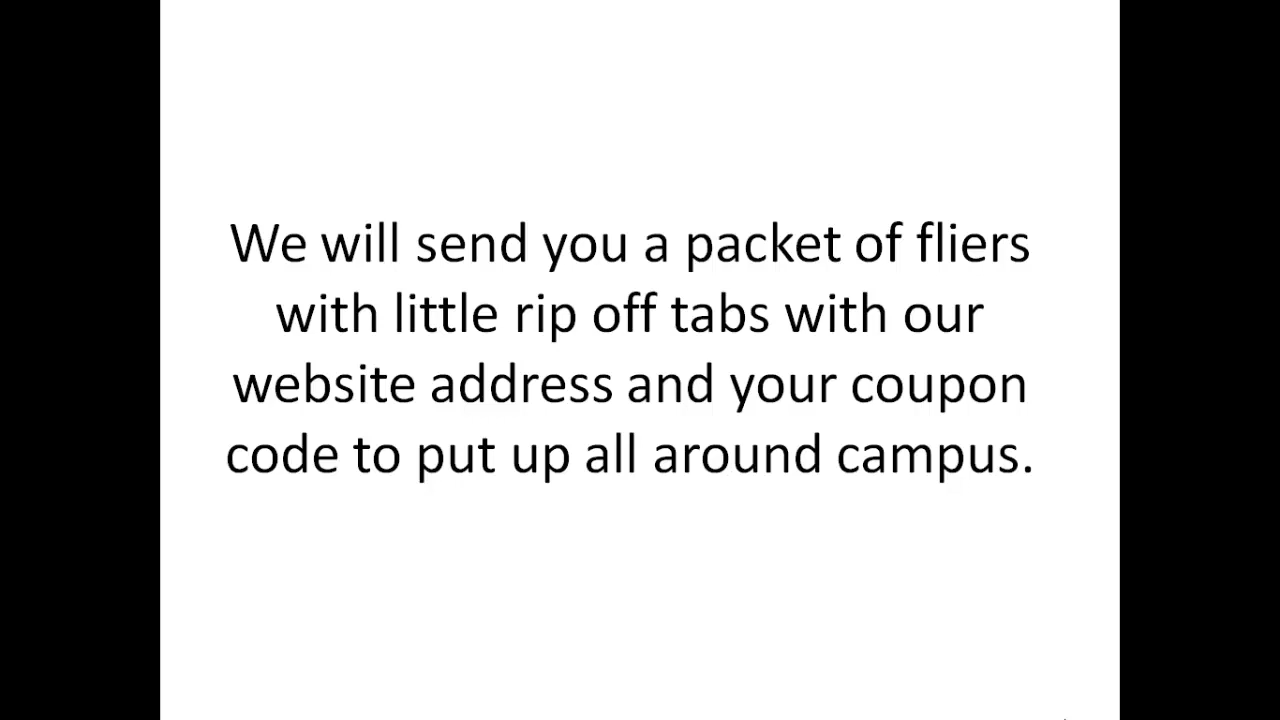 We will send you a packet of fliers
with little rip off tabs with our
website address and your coupon
code to put up all around campus.